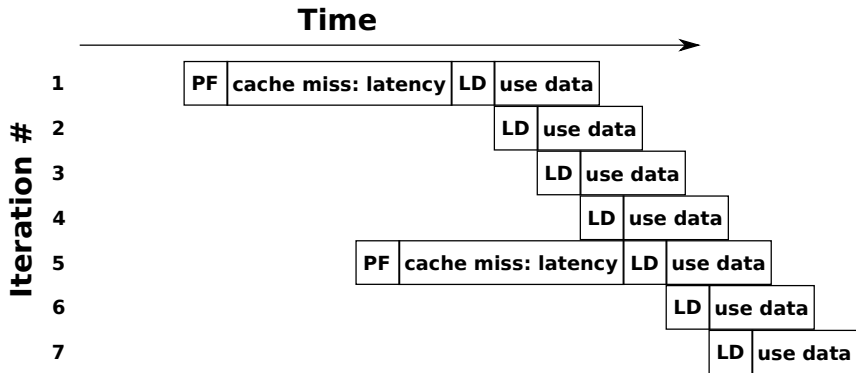 Time
Iteration #
1 PF cache miss: latency LD use data
2 LD use data
3 LD use data
4 LD use data
5 PF cache miss: latency LD use data
6 LD use data
7 LD use data